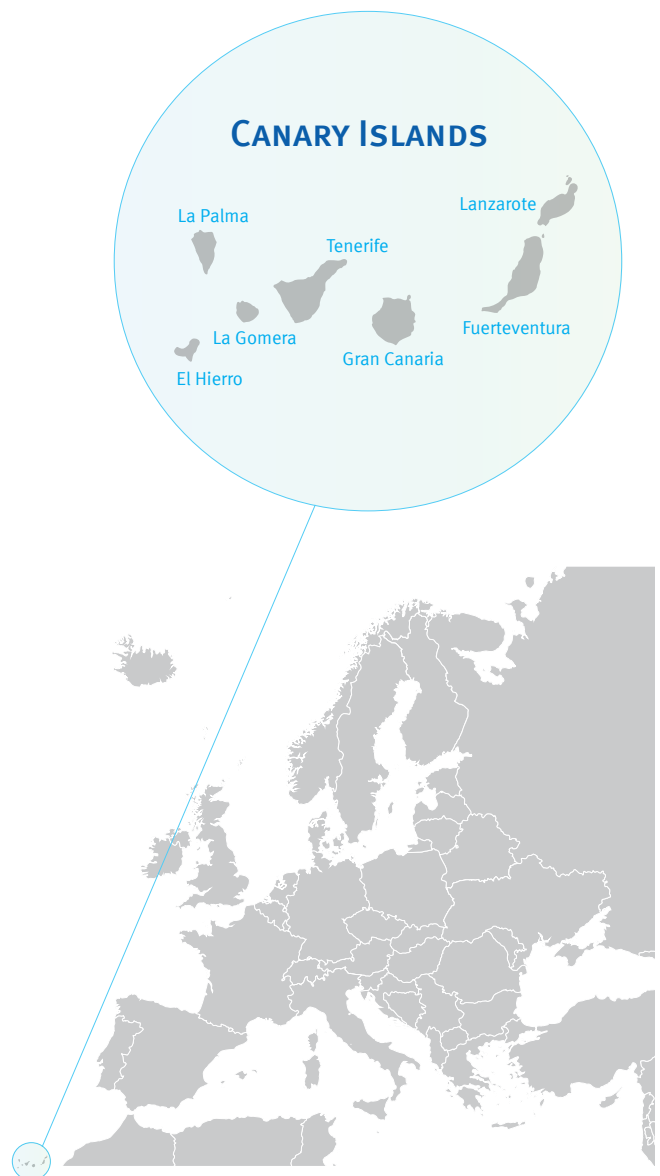 CANARY ISLANDS
La Palma
Lanzarote
Tenerife
La Gomera
Fuerteventura
Gran Canaria
El Hierro